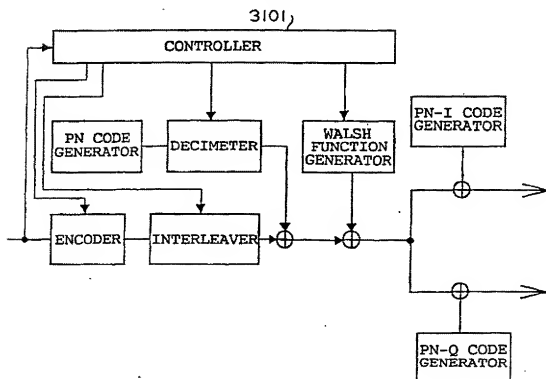 3101
CONTROLLER
PN CODE
GENERATOR
DECIMETER
WALSH
FUNCTION
GENERATOR
PN-I CODE
GENERATOR
ENCODER
INTERLEAVER
PN-Q CODE
GENERATOR